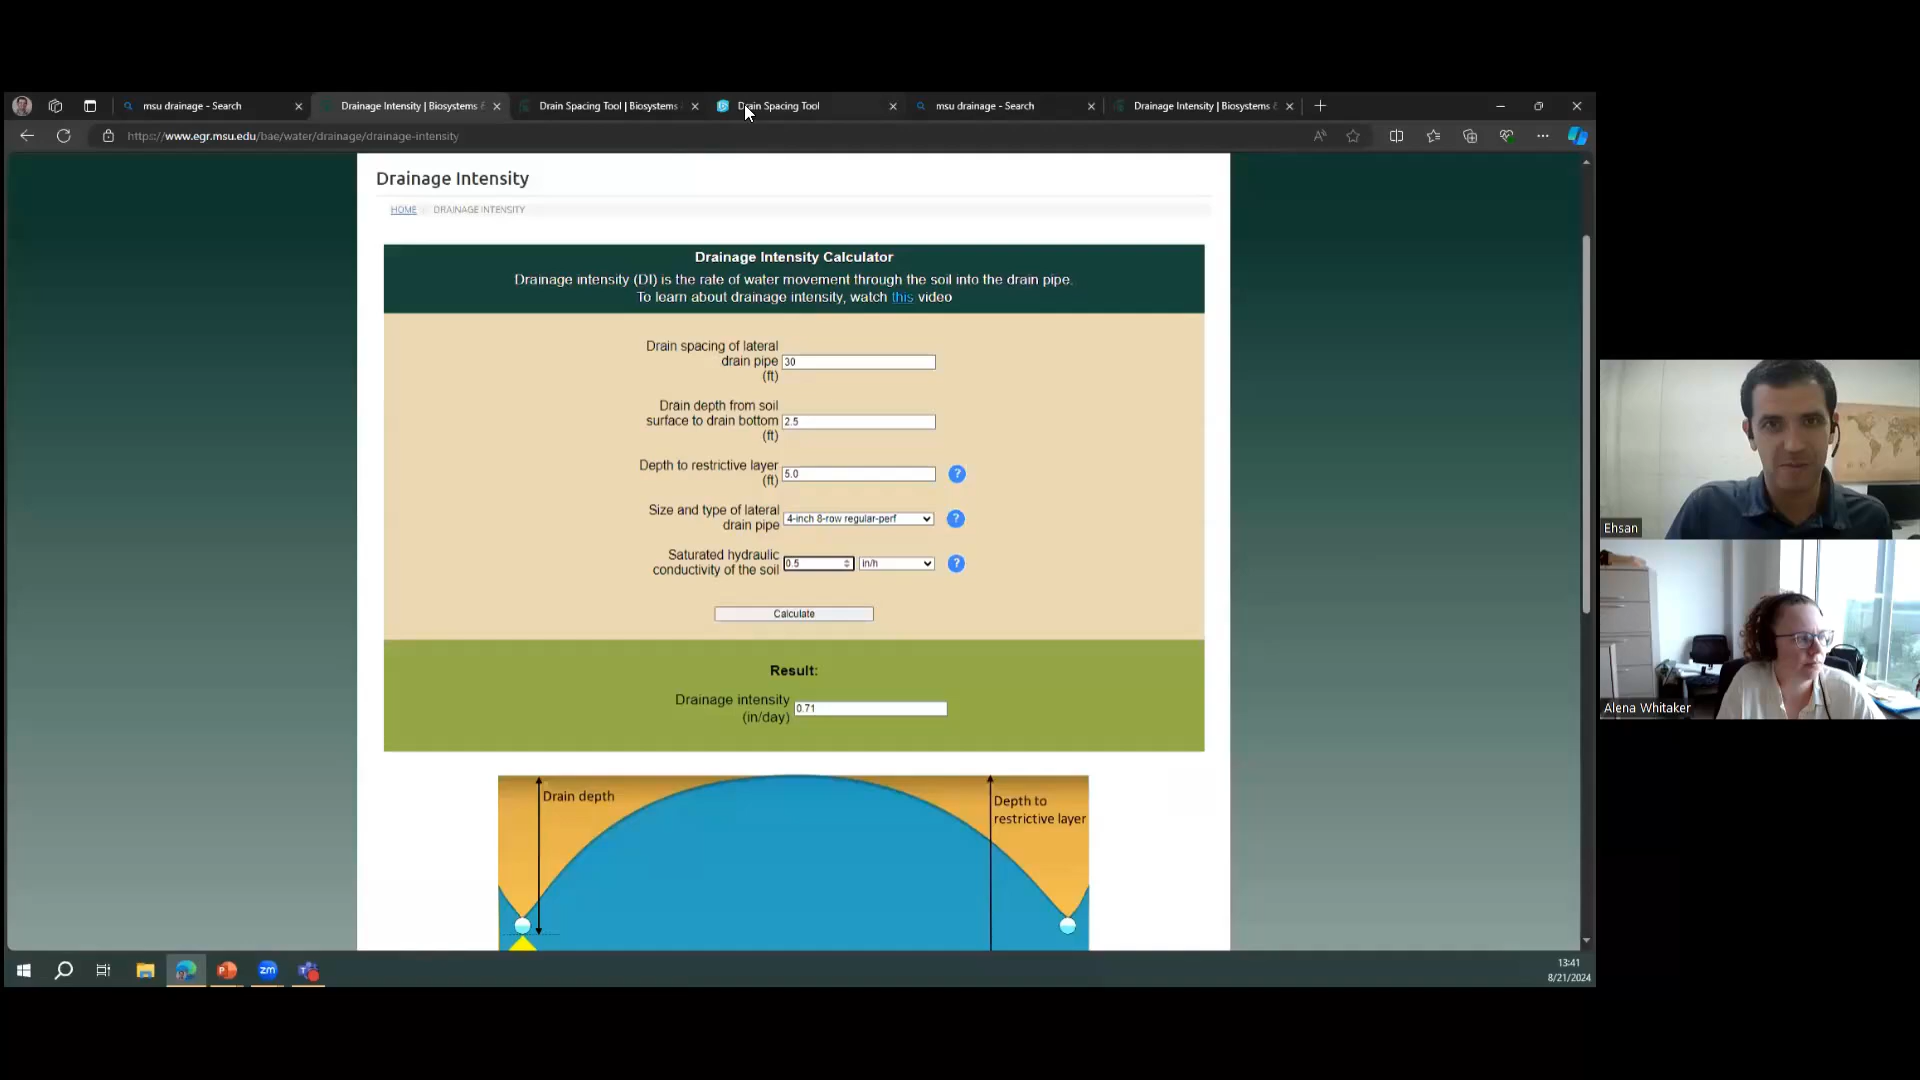 msu drainage - Search
Drainage Intensity | Biosystems &
Drain Spacing Tool | Biosystems
Drain Spacing Tool
msu drainage - Search
Drainage Intensity | Biosystems &
https://www.egr.msu.edu/bae/water/drainage/drainage-intensity
Drainage Intensity
HOME
DRAINAGE INTENSITY
Drainage Intensity Calculator
Drainage intensity (DI) is the rate of water movement through the soil into the drain pipe.
To learn about drainage intensity, watch this video
Drain spacing of lateral
drain pipe
(ft)
30
Drain depth from soil
surface to drain bottom
(ft)
2.5
Depth to restrictive layer
(ft)
5.0
?
Size and type of lateral
drain pipe
4-inch 8-row regular-perf
?
Saturated hydraulic
conductivity of the soil
0.5
in/h
?
Calculate
Result:
Drainage intensity
(in/day)
0.71
Drain depth
Depth to
restrictive layer
zm
13:41
8/21/2024
Ehsan
Alena Whitaker